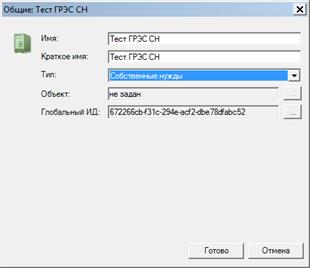 Общие: Тест ГРЭС СН
Имя: Тест ГРЭС СН
Краткое имя: Тест ГРЭС СН
Тип: Собственные нужды
Объект: не задан ...
Глобальный ИД: 672266cb-f31c-294e-acf2-dbe78dfabc52 ...
Готово Отмена